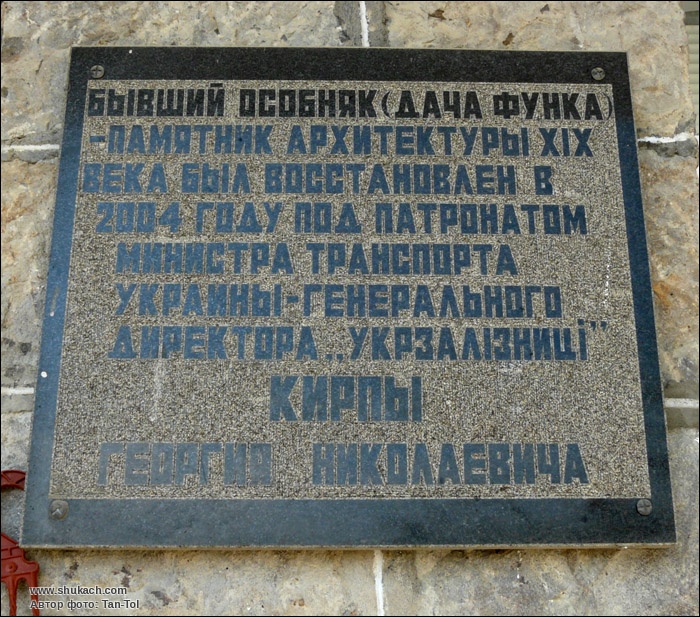 БЫВШИЙ ОСОБНЯК (ДАЧА ФУНКА)
-ПАМЯТНИК АРХИТЕКТУРЫ XIX
ВЕКА БЫЛ ВОССТАНОВЛЕН В
2004 ГОДУ ПОД ПАТРОНАТОМ
МИНИСТРА ТРАНСПОРТА
УКРАИНЫ-ГЕНЕРАЛЬНОГО
ДИРЕКТОРА „УКРЗАЛІЗНИЦІ”
КИРПЫ
ГЕОРГИЯ НИКОЛАЕВИЧА
www.shukach.com
Автор фото: Tan-Tol